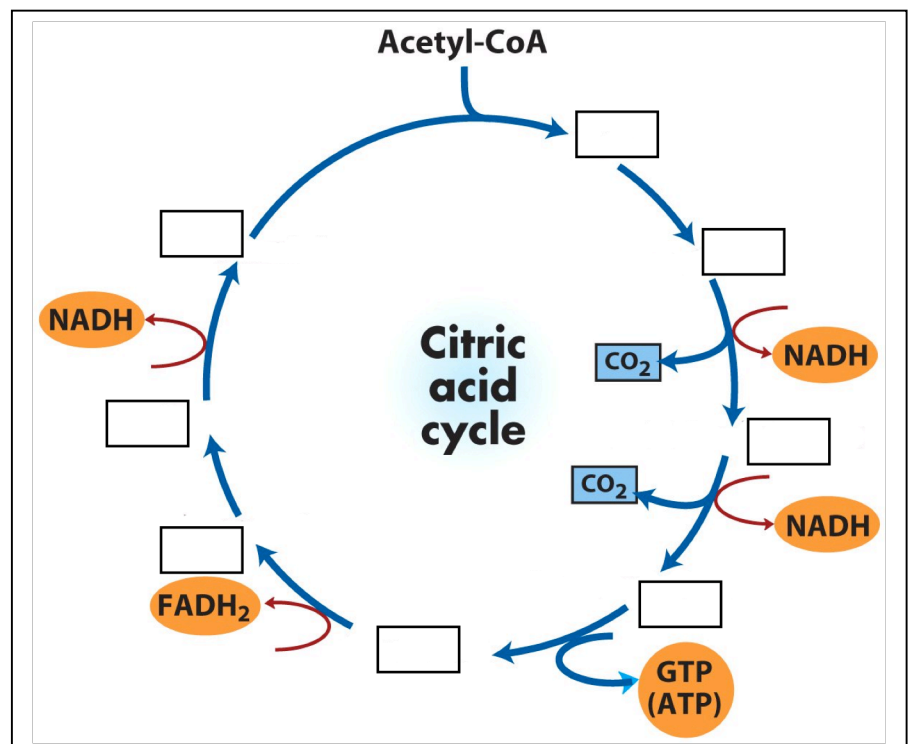 Acetyl-CoA
NADH
Citric
acid
cycle
CO₂
NADH
CO₂
NADH
FADH₂
GTP
(ATP)